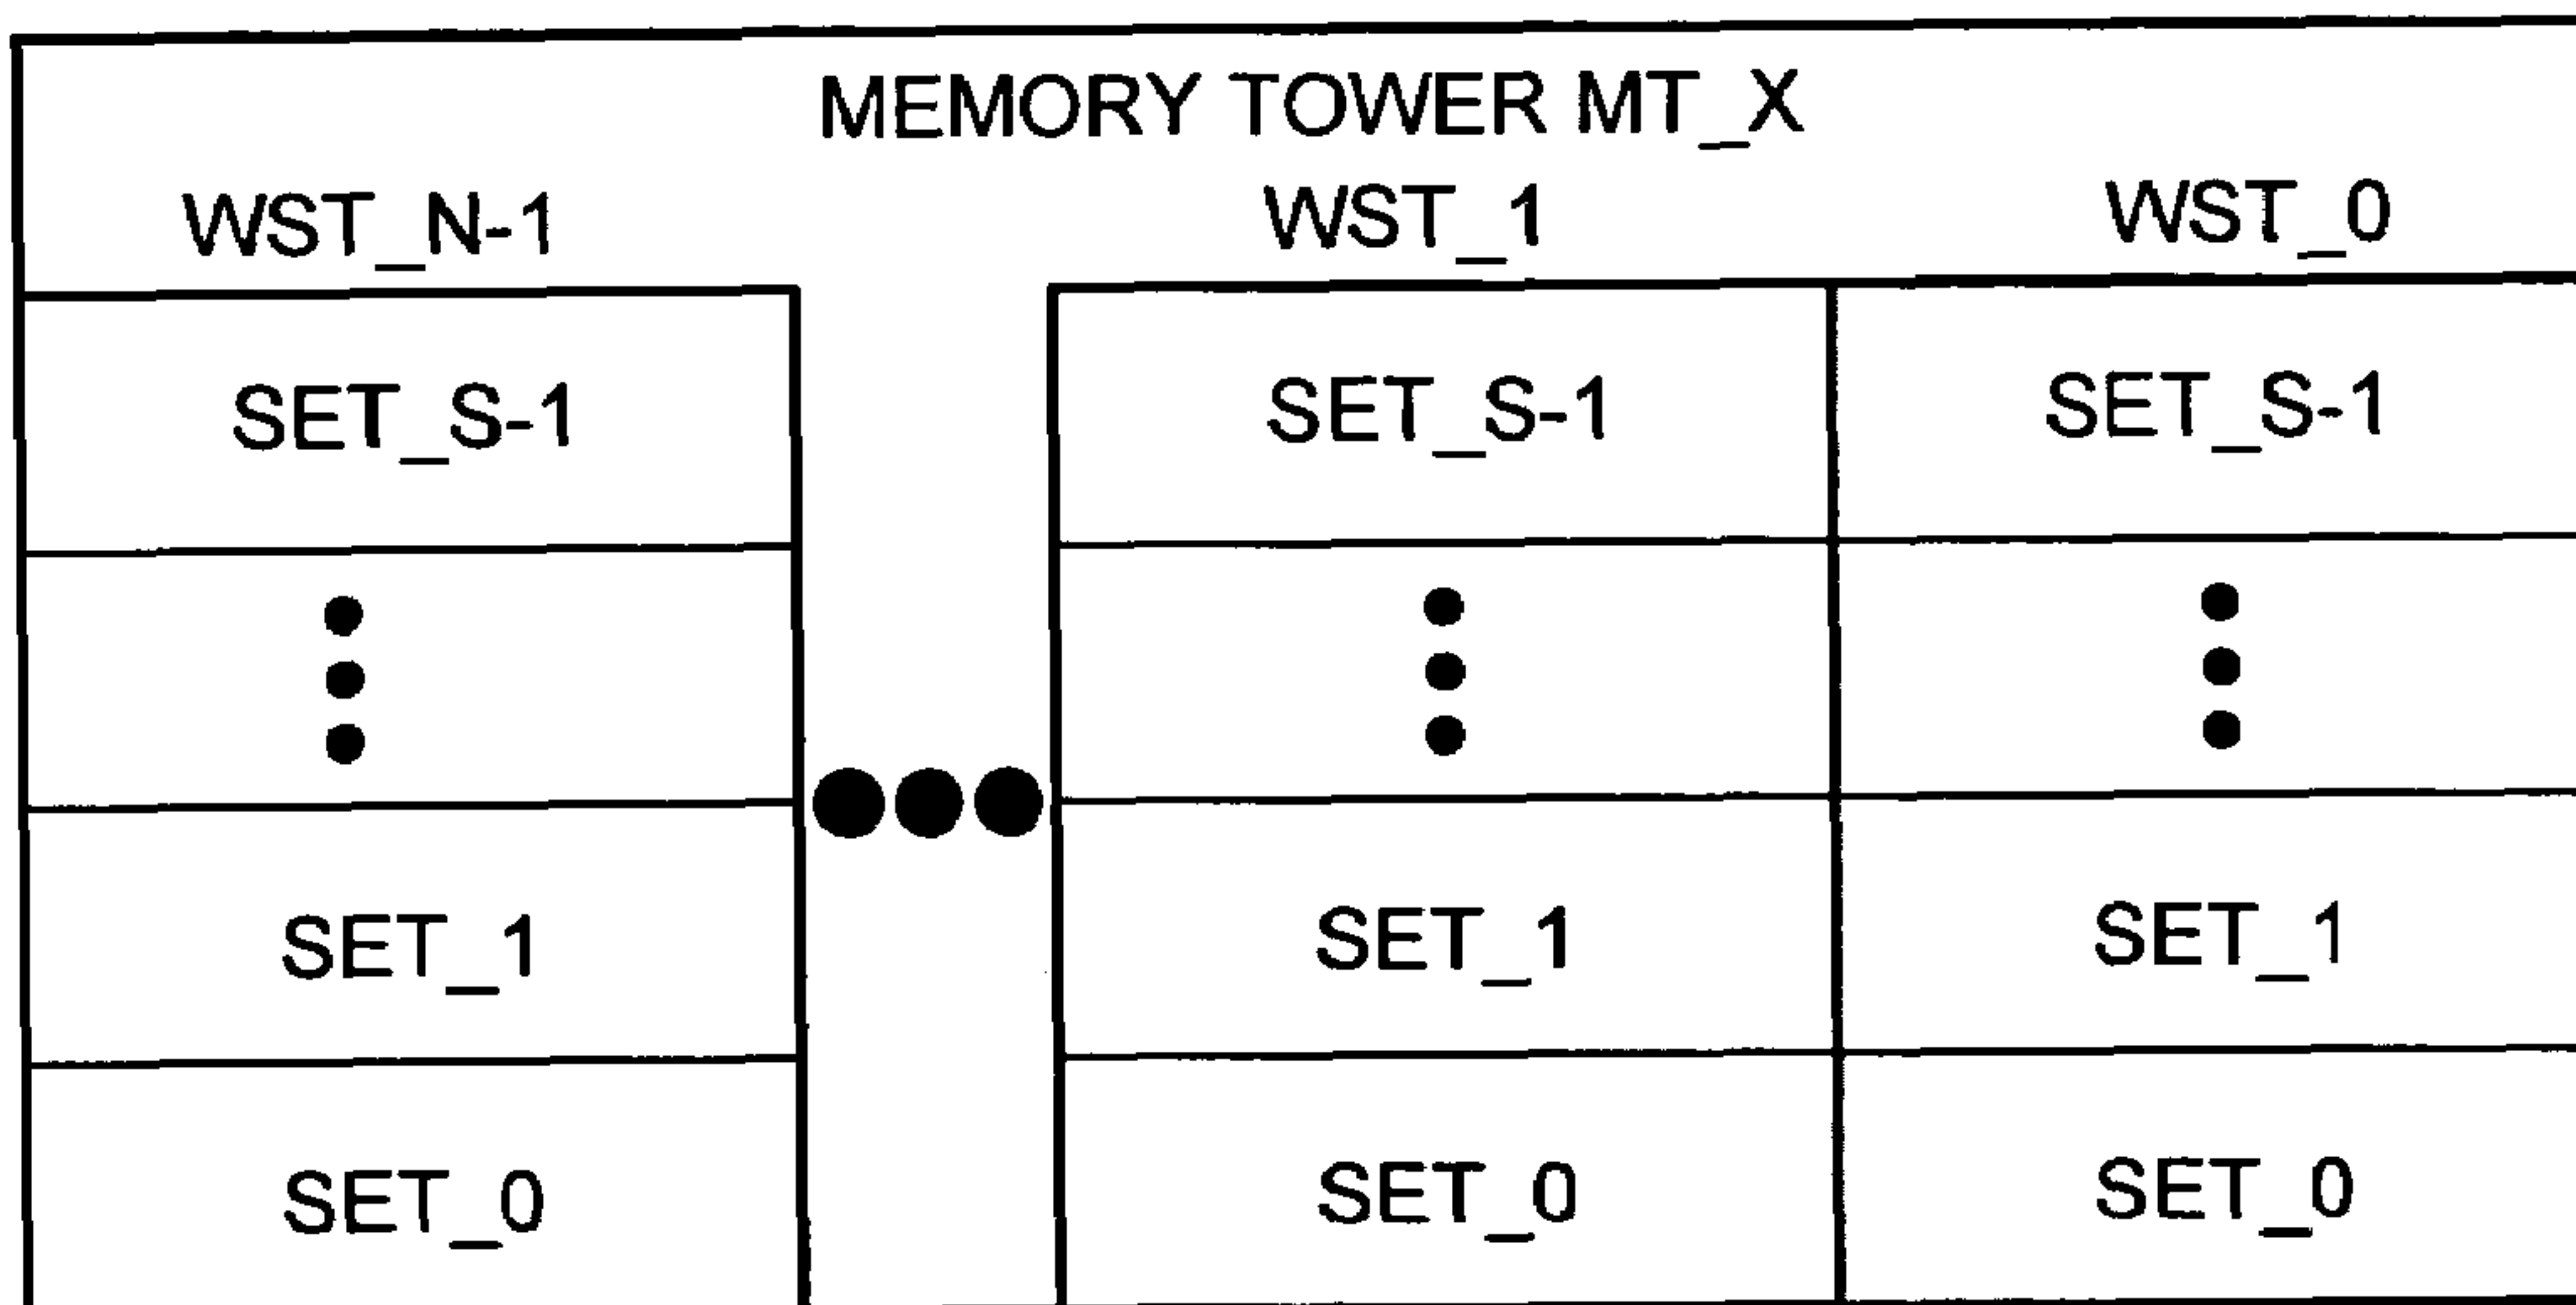 MEMORY TOWER MT_X
WST_N-1 WST_1 WST_0
SET_S-1 SET_S-1 SET_S-1
SET_1 SET_1 SET_1
SET_0 SET_0 SET_0